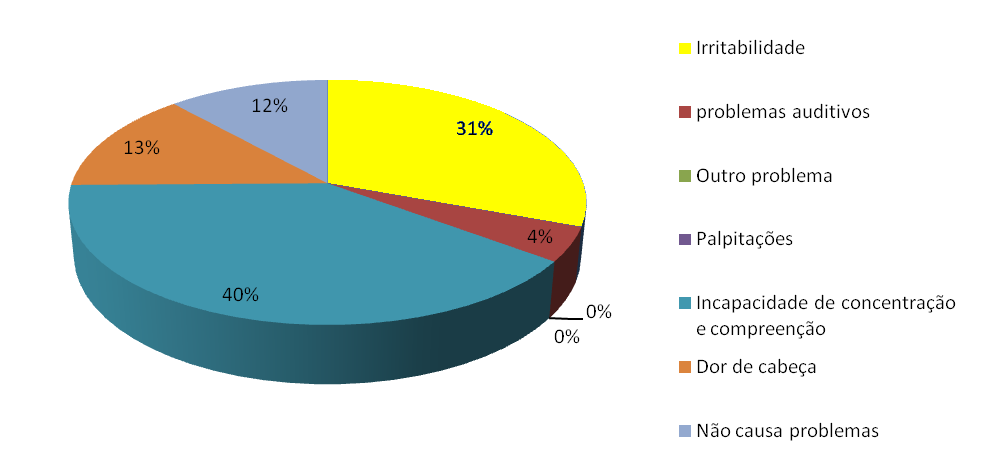 12%
31%
13%
4%
40%
0%
0%
Irritabilidade
problemas auditivos
Outro problema
Palpitações
Incapacidade de concentração
e compreenção
Dor de cabeça
Não causa problemas